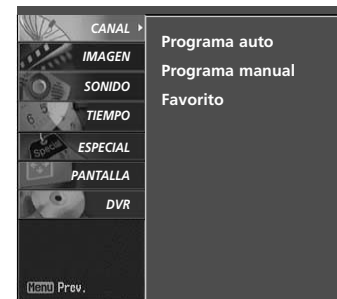 CANAL
IMAGEN
SONIDO
TIEMPO
ESPECIAL
PANTALLA
DVR
Menu Prev.
Programa auto
Programa manual
Favorito